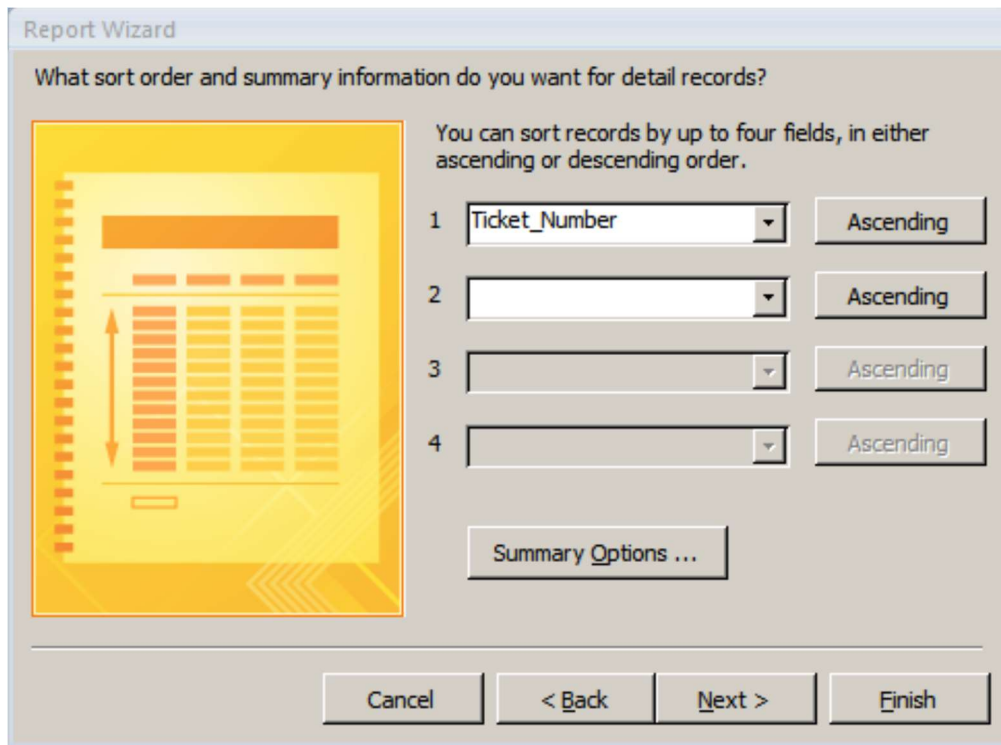 Report Wizard
What sort order and summary information do you want for detail records?
You can sort records by up to four fields, in either
ascending or descending order.
1 Ticket_Number Ascending
2 Ascending
3 Ascending
4 Ascending
Summary Options ...
Cancel < Back Next > Finish